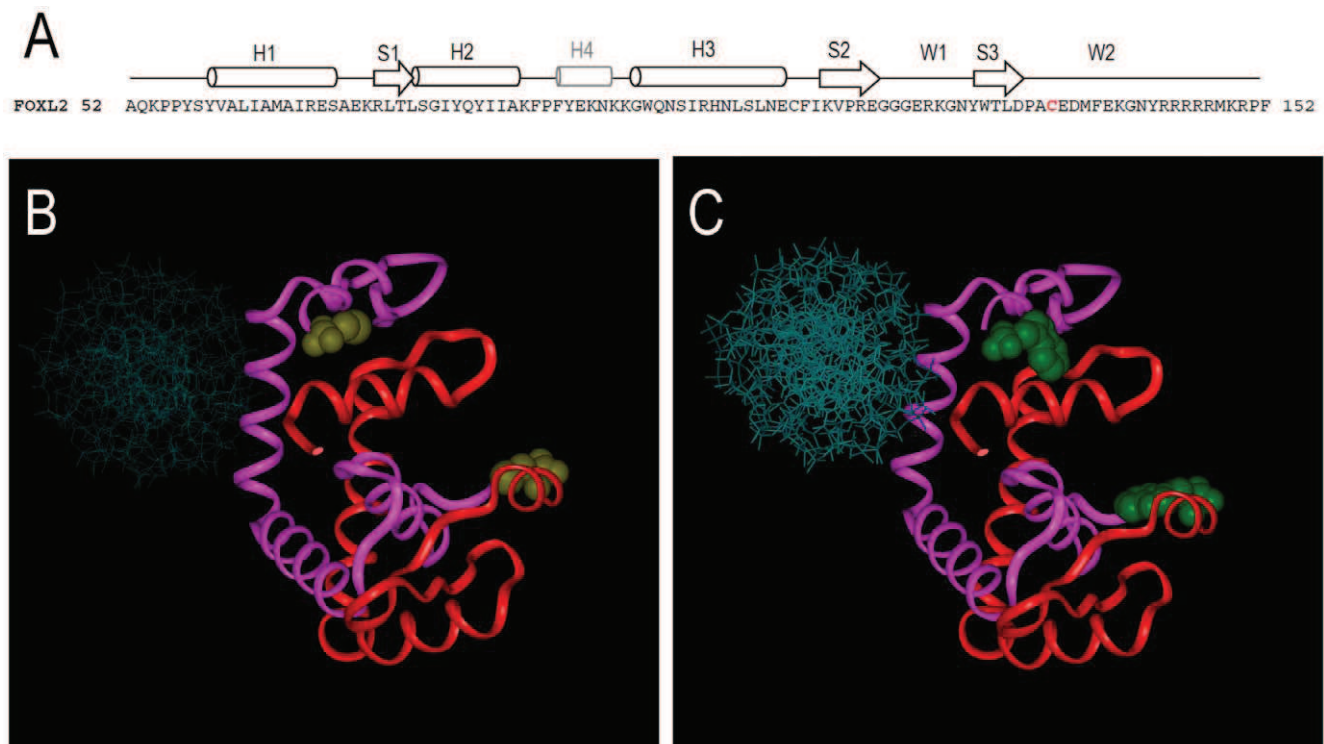 A
H1 S1 H2 H4 H3 S2 W1 S3 W2
FOXL2 52 AQKPPYSYVALIAMAIRESAEKRLTLSGIYQYIIAKFPFYEKNKKGWQNSIRHNLSLNECFIKVPREGGGERKGNYWTLDPACEDMFEKGNYRRRRRMKRPF 152
B
C